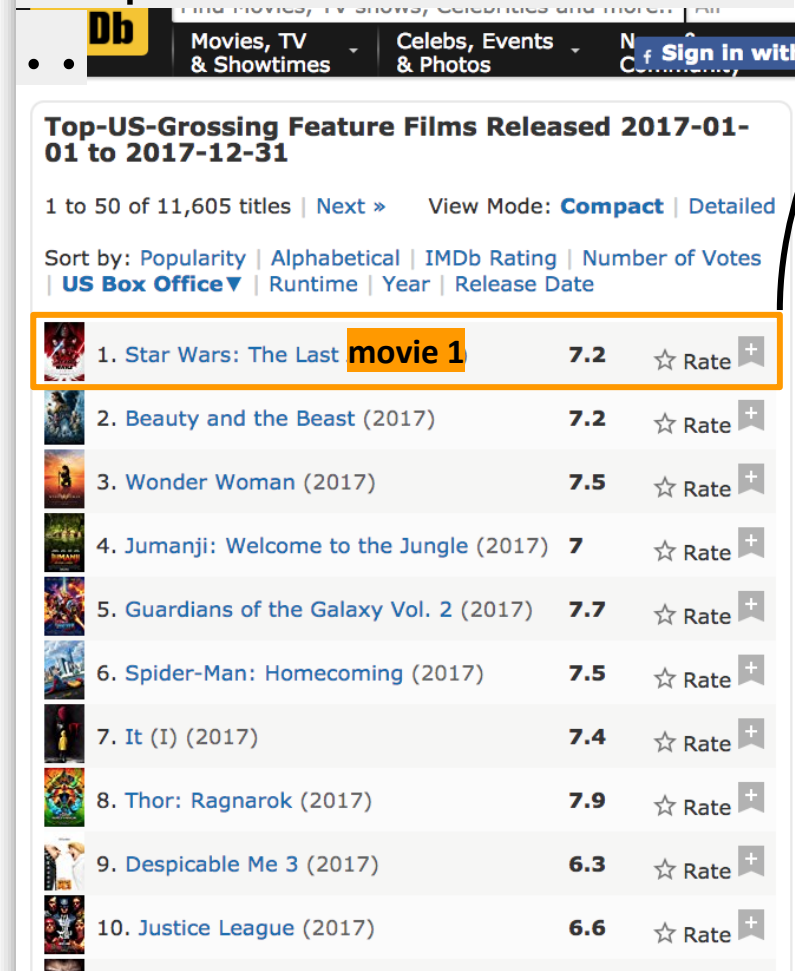 Db
Movies, TV
& Showtimes
Celebs, Events
& Photos
Sign in with
Top-US-Grossing Feature Films Released 2017-01-
01 to 2017-12-31
1 to 50 of 11,605 titles | Next » View Mode: Compact | Detailed
Sort by: Popularity | Alphabetical | IMDb Rating | Number of Votes
| US Box Office▼ | Runtime | Year | Release Date
1. Star Wars: The Last movie 1 7.2 ☆ Rate
2. Beauty and the Beast (2017) 7.2 ☆ Rate
3. Wonder Woman (2017) 7.5 ☆ Rate
4. Jumanji: Welcome to the Jungle (2017) 7 ☆ Rate
5. Guardians of the Galaxy Vol. 2 (2017) 7.7 ☆ Rate
6. Spider-Man: Homecoming (2017) 7.5 ☆ Rate
7. It (I) (2017) 7.4 ☆ Rate
8. Thor: Ragnarok (2017) 7.9 ☆ Rate
9. Despicable Me 3 (2017) 6.3 ☆ Rate
10. Justice League (2017) 6.6 ☆ Rate